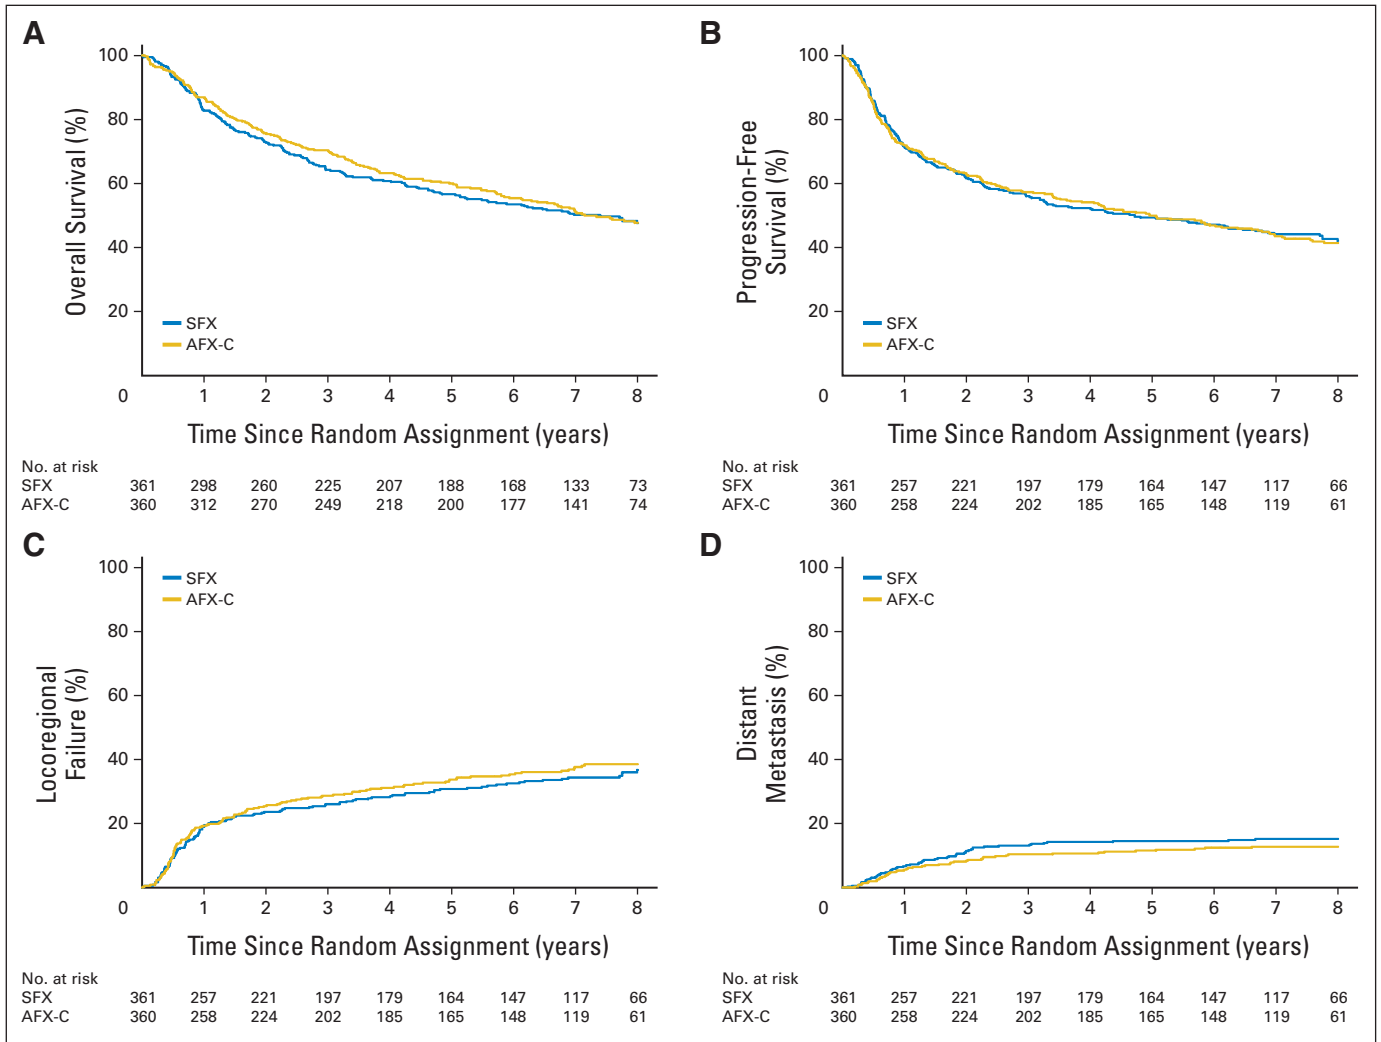 A
Overall Survival (%)
100
80
60
40
20
SFX
AFX-C
0 1 2 3 4 5 6 7 8
Time Since Random Assignment (years)
No. at risk
SFX 361 298 260 225 207 188 168 133 73
AFX-C 360 312 270 249 218 200 177 141 74
B
Progression-Free
Survival (%)
100
80
60
40
20
SFX
AFX-C
0 1 2 3 4 5 6 7 8
Time Since Random Assignment (years)
No. at risk
SFX 361 257 221 197 179 164 147 117 66
AFX-C 360 258 224 202 185 165 148 119 61
C
Locoregional
Failure (%)
100
80
60
40
20
SFX
AFX-C
0 1 2 3 4 5 6 7 8
Time Since Random Assignment (years)
No. at risk
SFX 361 257 221 197 179 164 147 117 66
AFX-C 360 258 224 202 185 165 148 119 61
D
Distant
Metastasis (%)
100
80
60
40
20
SFX
AFX-C
0 1 2 3 4 5 6 7 8
Time Since Random Assignment (years)
No. at risk
SFX 361 257 221 197 179 164 147 117 66
AFX-C 360 258 224 202 185 165 148 119 61